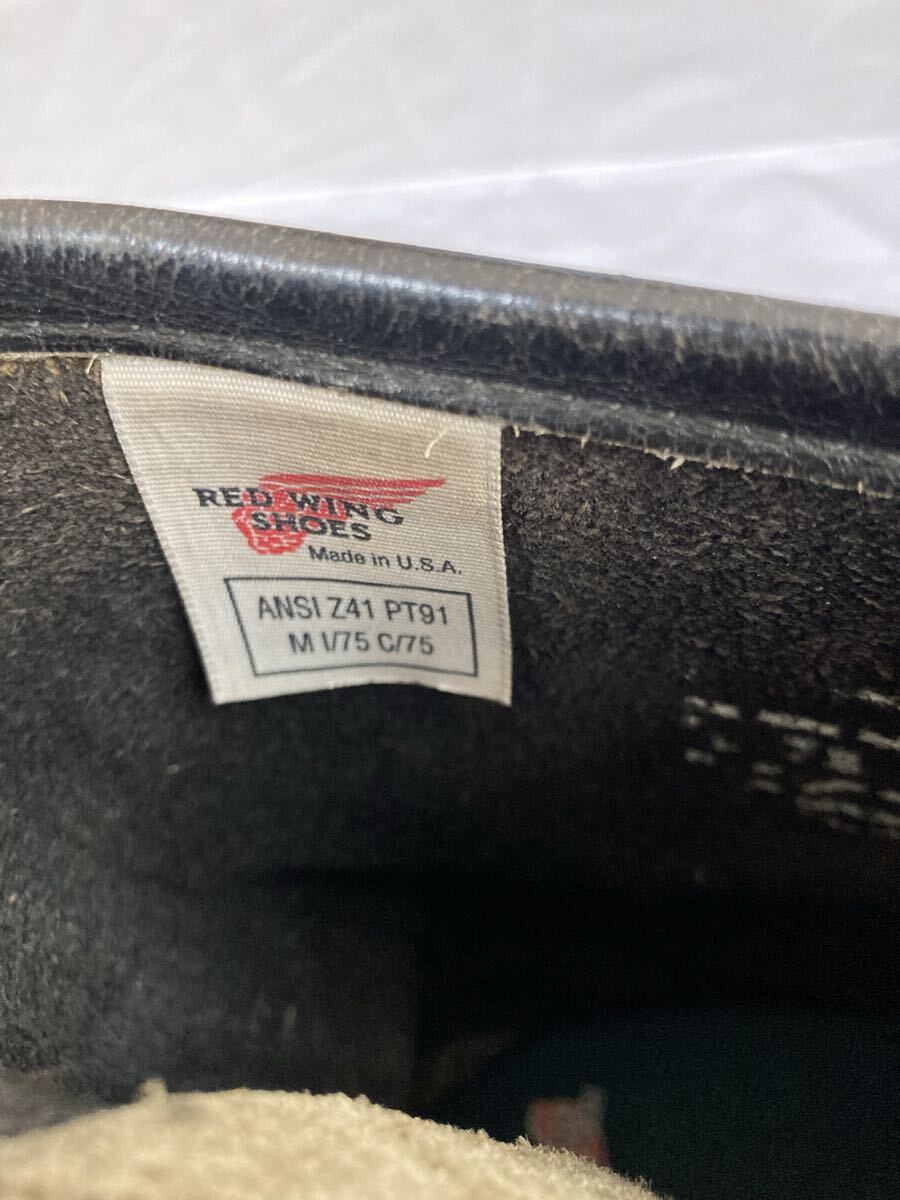 RED WING
SHOES
Made in U.S.A.
ANSI Z41 PT91
M I/75 C/75